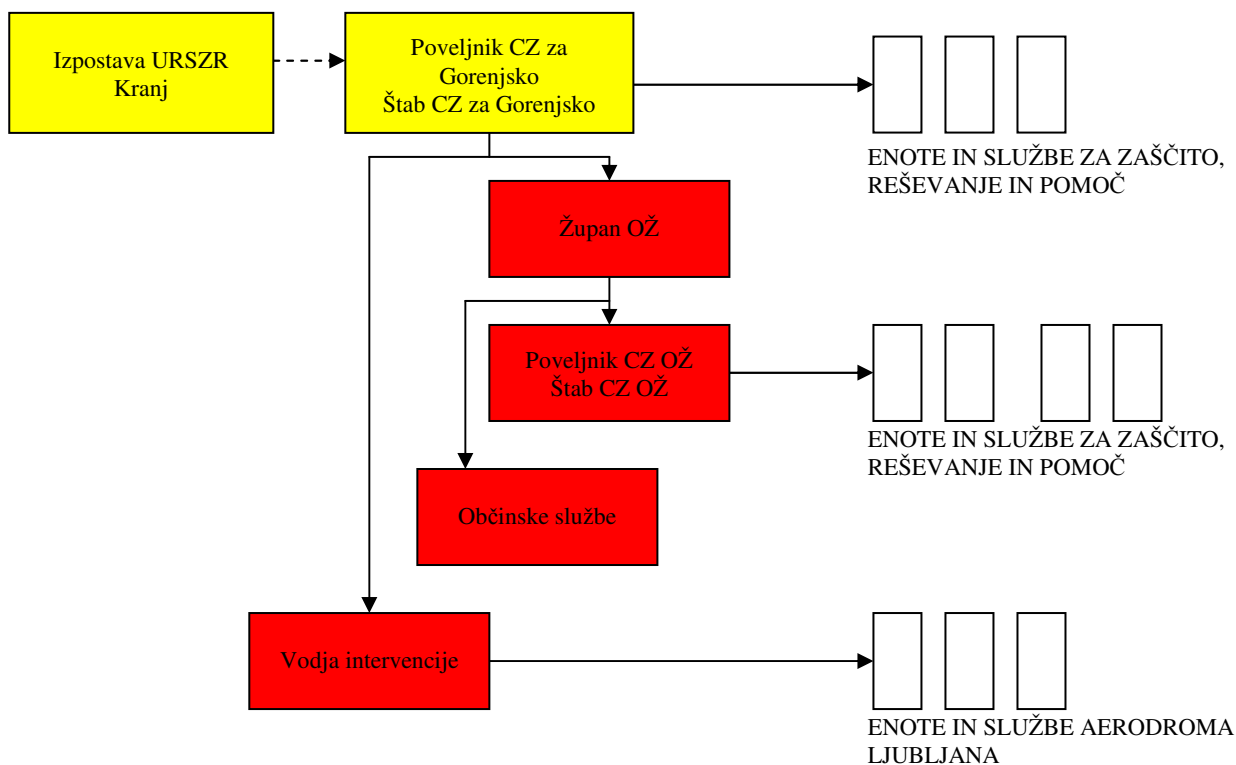 Izpostava URSZR
Kranj
Poveljnik CZ za
Gorenjsko
Štab CZ za Gorenjsko
ENOTE IN SLUŽBE ZA ZAŠČITO,
REŠEVANJE IN POMOČ
Župan OŽ
Poveljnik CZ OŽ
Štab CZ OŽ
ENOTE IN SLUŽBE ZA ZAŠČITO,
REŠEVANJE IN POMOČ
Občinske službe
Vodja intervencije
ENOTE IN SLUŽBE AERODROMA
LJUBLJANA